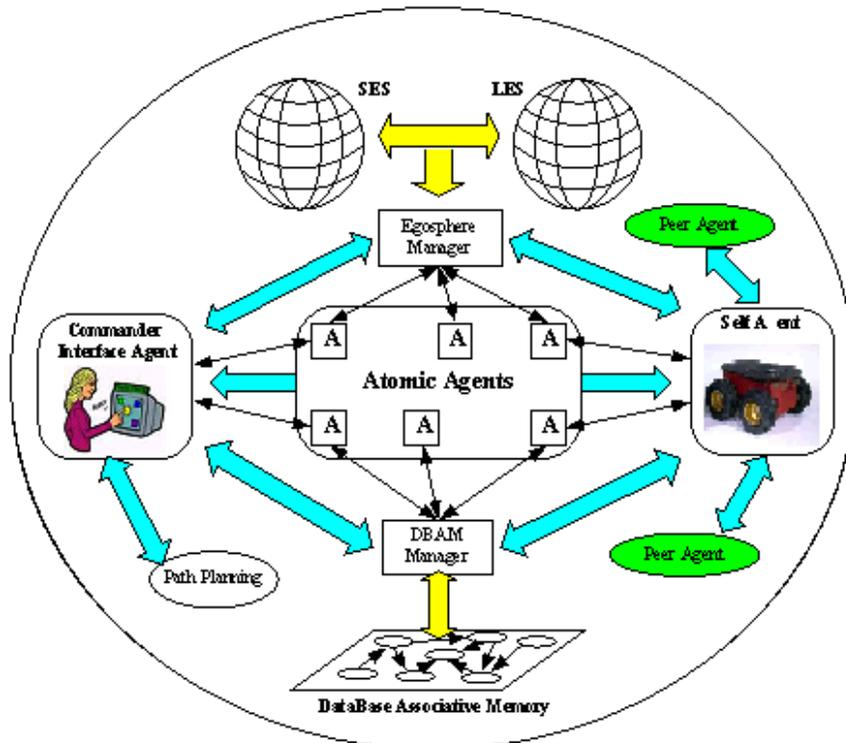 SES
LES
Egosphere
Manager
Peer Agent
Commander
Interface Agent
Self A ent
A
A
A
Atomic Agents
A
A
A
DBAM
Manager
Path Planning
Peer Agent
DataBase Associative Memory